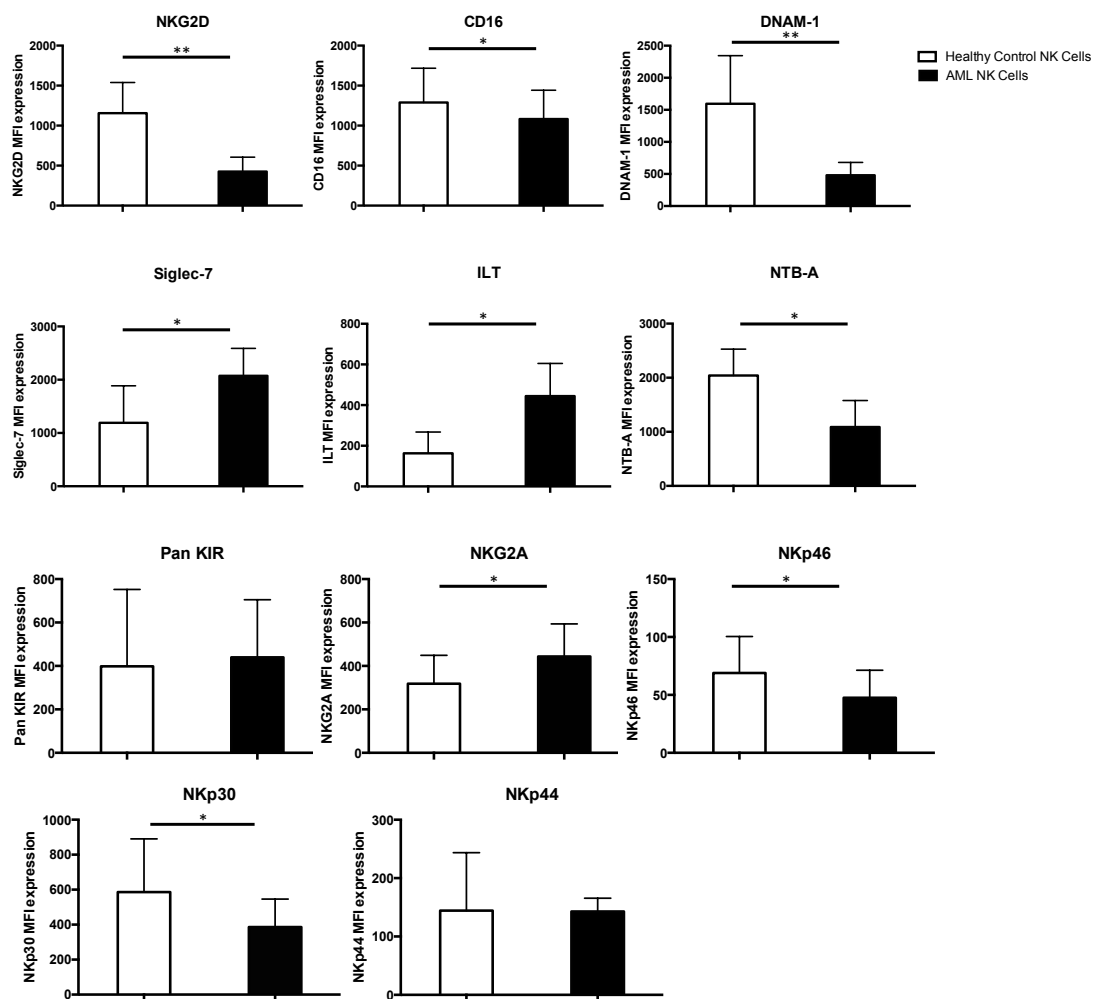 NKG2D
**
NKG2D MFI expression
2000
1500
1000
500
0
CD16
*
CD16 MFI expression
2000
1500
1000
500
0
DNAM-1
**
DNAM-1 MFI expression
2500
2000
1500
1000
500
0
Healthy Control NK Cells
AML NK Cells
Siglec-7
*
Siglec-7 MFI expression
3000
2000
1000
0
ILT
*
ILT MFI expression
800
600
400
200
0
NTB-A
*
NTB-A MFI expression
3000
2000
1000
0
Pan KIR
Pan KIR MFI expression
800
600
400
200
0
NKG2A
*
NKG2A MFI expression
800
600
400
200
0
NKp46
*
NKp46 MFI expression
150
100
50
0
NKp30
*
NKp30 MFI expression
1000
800
600
400
200
0
NKp44
NKp44 MFI expression
300
200
100
0